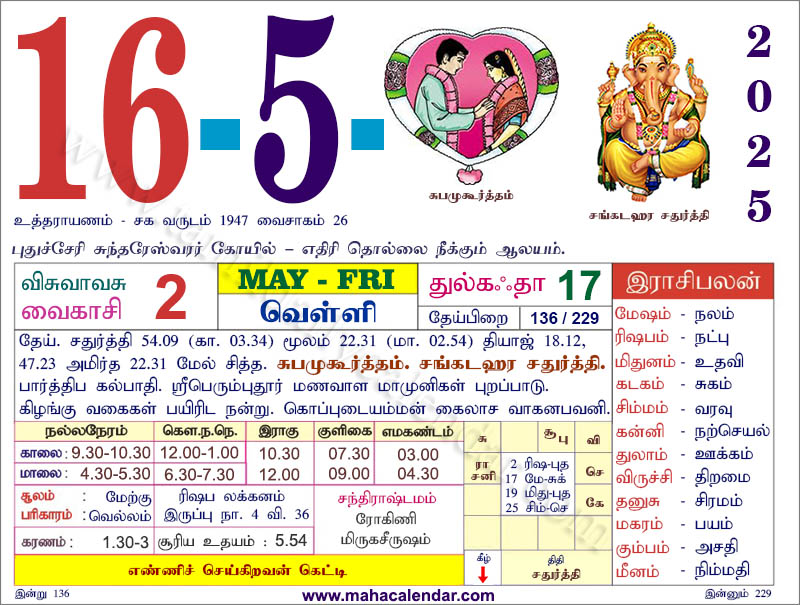 16-5-
2025
சுபமுகூர்த்தம்
சங்கடஹர சதுர்த்தி
உத்தராயணம் - சக வருடம் 1947 வைசாகம் 26
புதுச்சேரி சுந்தரேஸ்வரர் கோயில் – எதிரி தொல்லை நீக்கும் ஆலயம்.
விசுவாவசு
வைகாசி 2
MAY - FRI
வெள்ளி
துல்கஃதா 17
தேய்பிறை 136 / 229
தேய். சதுர்த்தி 54.09 (கா. 03.34) மூலம் 22.31 (மா. 02.54) தியாஜ் 18.12,
47.23 அமிர்த 22.31 மேல் சித்த. சுபமுகூர்த்தம். சங்கடஹர சதுர்த்தி.
பார்த்திப கல்பாதி. ஸ்ரீபெரும்புதூர் மணவாள மாமுனிகள் புறப்பாடு.
கிழங்கு வகைகள் பயிரிட நன்று. கொப்புடையம்மன் கைலாச வாகனபவனி.
நல்லநேரம் கௌ.ந.நெ. இராகு குளிகை எமகண்டம்
காலை: 9.30-10.30 12.00-1.00 10.30 07.30 03.00
மாலை: 4.30-5.30 6.30-7.30 12.00 09.00 04.30
சூலம் : மேற்கு
பரிகாரம் : வெல்லம்
ரிஷப லக்கனம்
இருப்பு நா. 4 வி. 36
சந்திராஷ்டமம்
ரோகிணி
மிருகசீருஷம்
கரணம் : 1.30-3 சூரிய உதயம் : 5.54
எண்ணிச் செய்கிறவன் கெட்டி
சு சூ பு வி
ரா சனி
2 ரிஷ-புத
17 மே-சுக்
19 மிது-புத
25 சிம்-செ
செ
கே
கீழ்
திதி
சதுர்த்தி
இராசிபலன்
மேஷம் - நலம்
ரிஷபம் - நட்பு
மிதுனம் - உதவி
கடகம் - சுகம்
சிம்மம் - வரவு
கன்னி - நற்செயல்
துலாம் - ஊக்கம்
விருச்சி - திறமை
தனுசு - சிரமம்
மகரம் - பயம்
கும்பம் - அசதி
மீனம் - நிம்மதி
இன்று 136
www.mahacalendar.com
இன்னும் 229